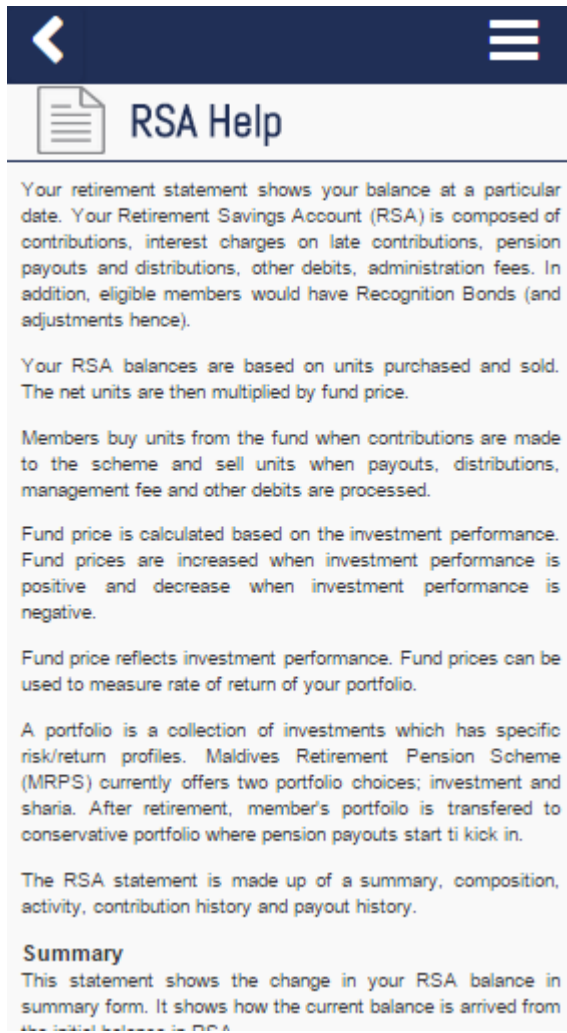 RSA Help
Your retirement statement shows your balance at a particular
date. Your Retirement Savings Account (RSA) is composed of
contributions, interest charges on late contributions, pension
payouts and distributions, other debits, administration fees. In
addition, eligible members would have Recognition Bonds (and
adjustments hence).
Your RSA balances are based on units purchased and sold.
The net units are then multiplied by fund price.
Members buy units from the fund when contributions are made
to the scheme and sell units when payouts, distributions,
management fee and other debits are processed.
Fund price is calculated based on the investment performance.
Fund prices are increased when investment performance is
positive and decrease when investment performance is
negative.
Fund price reflects investment performance. Fund prices can be
used to measure rate of return of your portfolio.
A portfolio is a collection of investments which has specific
risk/return profiles. Maldives Retirement Pension Scheme
(MRPS) currently offers two portfolio choices; investment and
sharia. After retirement, member's portfoilo is transfered to
conservative portfolio where pension payouts start ti kick in.
The RSA statement is made up of a summary, composition,
activity, contribution history and payout history.
Summary
This statement shows the change in your RSA balance in
summary form. It shows how the current balance is arrived from
the initial balance in RSA